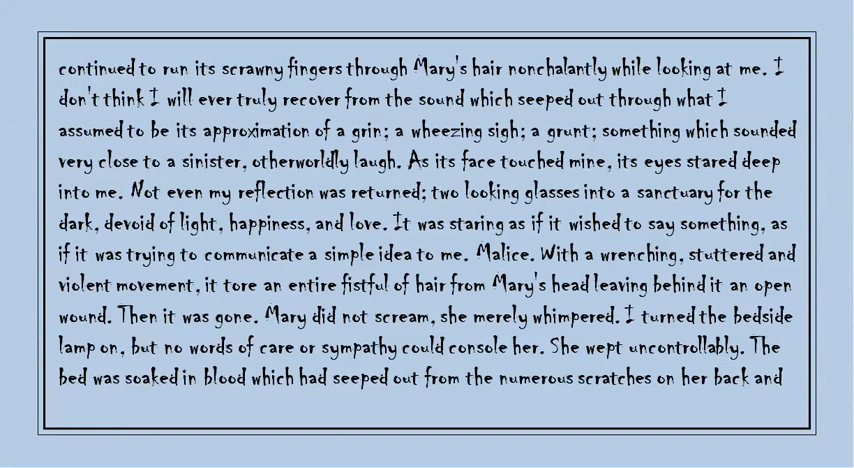 continued to run its scrawny fingers through Mary's hair nonchalantly while looking at me. I
don't think I will ever truly recover from the sound which seeped out through what I
assumed to be its approximation of a grin; a wheezing sigh; a grunt; something which sounded
very close to a sinister, otherworldly laugh. As its face touched mine, its eyes stared deep
into me. Not even my reflection was returned; two looking glasses into a sanctuary for the
dark, devoid of light, happiness, and love. It was staring as if it wished to say something, as
if it was trying to communicate a simple idea to me. Malice. With a wrenching, stuttered and
violent movement, it tore an entire fistful of hair from Mary's head leaving behind it an open
wound. Then it was gone. Mary did not scream, she merely whimpered. I turned the bedside
lamp on, but no words of care or sympathy could console her. She wept uncontrollably. The
bed was soaked in blood which had seeped out from the numerous scratches on her back and